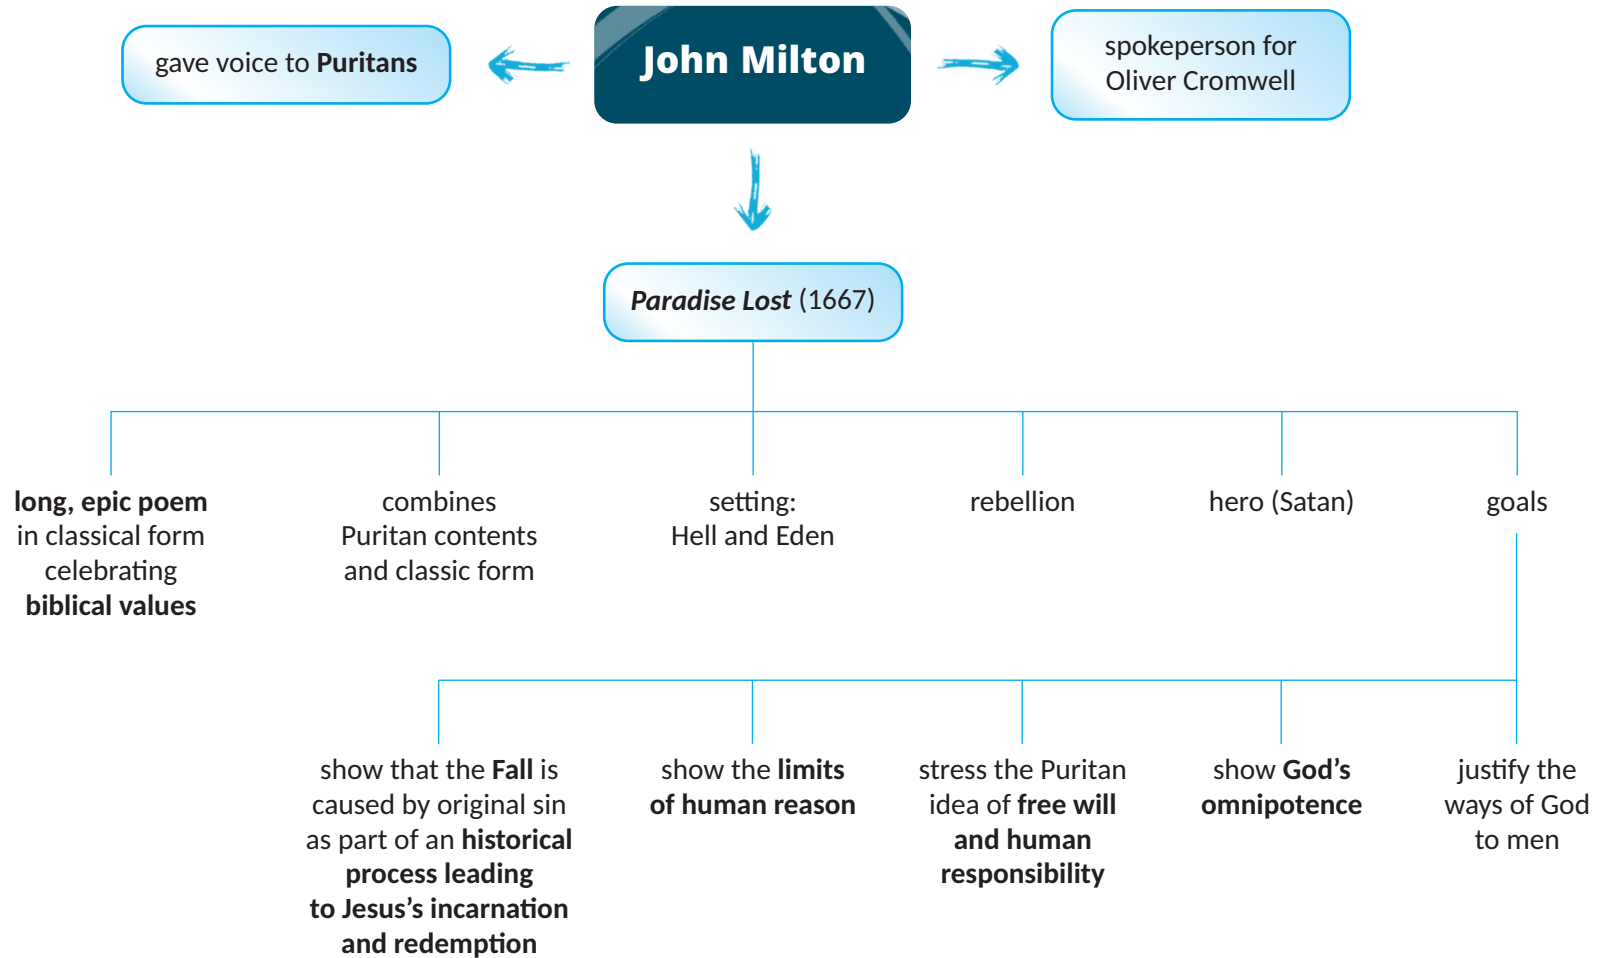 gave voice to Puritans
John Milton
spokeperson for
Oliver Cromwell
Paradise Lost (1667)
long, epic poem
in classical form
celebrating
biblical values
combines
Puritan contents
and classic form
setting:
Hell and Eden
rebellion
hero (Satan)
goals
show that the Fall is
caused by original sin
as part of an historical
process leading
to Jesus’s incarnation
and redemption
show the limits
of human reason
stress the Puritan
idea of free will
and human
responsibility
show God’s
omnipotence
justify the
ways of God
to men